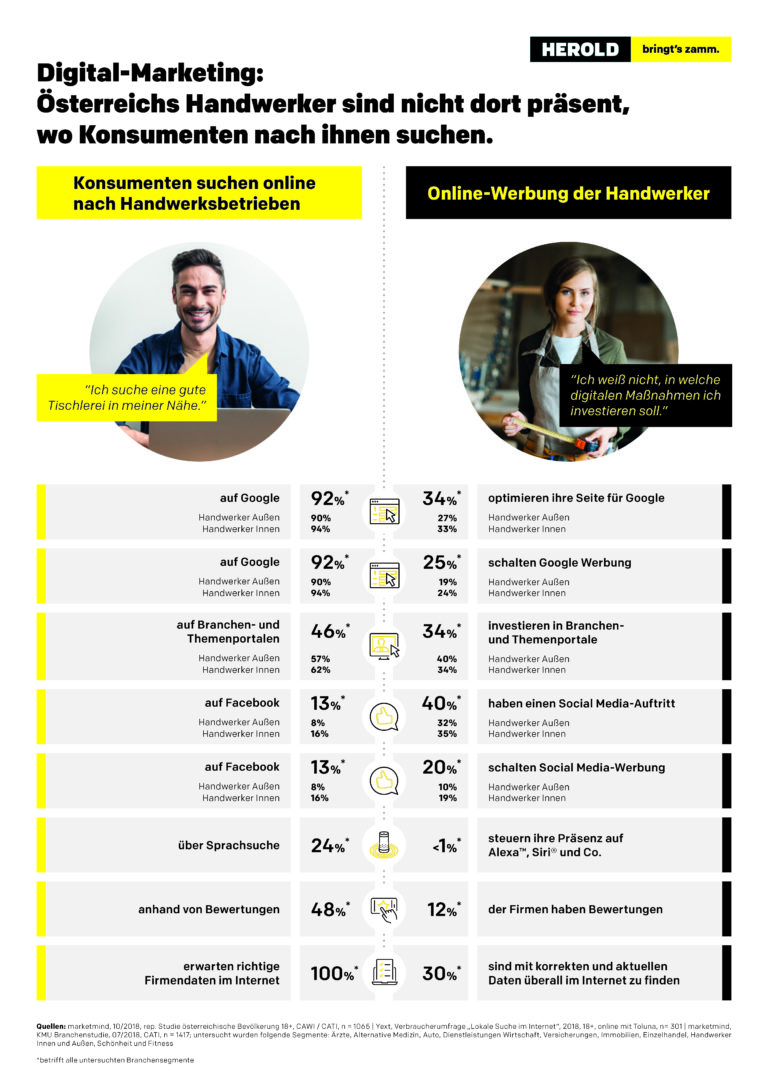 HEROLD bringt's zamm.
Digital-Marketing:
Österreichs Handwerker sind nicht dort präsent,
wo Konsumenten nach ihnen suchen.
Konsumenten suchen online
nach Handwerksbetrieben
Online-Werbung der Handwerker
“Ich suche eine gute
Tischlerei in meiner Nähe.”
“Ich weiß nicht, in welche
digitalen Maßnahmen ich
investieren soll.”
auf Google 92%* 34%* optimieren ihre Seite für Google
Handwerker Außen 90% 27% Handwerker Außen
Handwerker Innen 94% 33% Handwerker Innen
auf Google 92%* 25%* schalten Google Werbung
Handwerker Außen 90% 19% Handwerker Außen
Handwerker Innen 94% 24% Handwerker Innen
auf Branchen- und
Themenportalen
46%* 34%*
investieren in Branchen-
und Themenportale
Handwerker Außen 57% 40% Handwerker Außen
Handwerker Innen 62% 34% Handwerker Innen
auf Facebook 13%* 40%* haben einen Social Media-Auftritt
Handwerker Außen 8% 32% Handwerker Außen
Handwerker Innen 16% 35% Handwerker Innen
auf Facebook 13%* 20%* schalten Social Media-Werbung
Handwerker Außen 8% 10% Handwerker Außen
Handwerker Innen 16% 19% Handwerker Innen
über Sprachsuche 24%* <1%*
steuern ihre Präsenz auf
Alexa™, Siri® und Co.
anhand von Bewertungen 48%* 12%* der Firmen haben Bewertungen
erwarten richtige
Firmendaten im Internet
100%* 30%*
sind mit korrekten und aktuellen
Daten überall im Internet zu finden
Quellen: marketmind, 10/2018, rep. Studie österreichische Bevölkerung 18+, CAWI / CATI, n = 1065 | Yext, Verbraucherumfrage „Lokale Suche im Internet“, 2018, 18+, online mit Toluna, n= 301 | marketmind,
KMU Branchenstudie, 07/2018, CATI, n = 1417; untersucht wurden folgende Segmente: Ärzte, Alternative Medizin, Auto, Dienstleistungen Wirtschaft, Versicherungen, Immobilien, Einzelhandel, Handwerker
Innen und Außen, Schönheit und Fitness
*betrifft alle untersuchten Branchensegmente